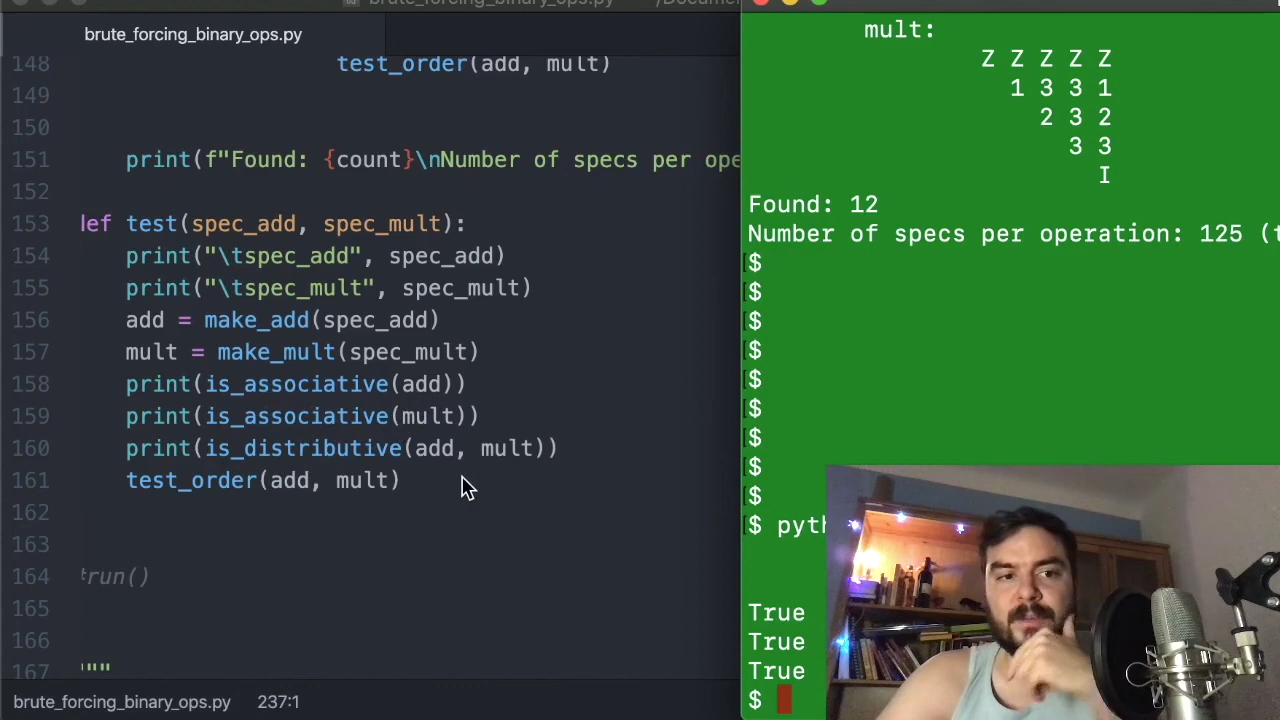 brute_forcing_binary_ops.py
brute_forcing_binary_ops.py
148 test_order(add, mult)
149
150
151 print(f"Found: {count}\nNumber of specs per ope
152
153 def test(spec_add, spec_mult):
154 print("\tspec_add", spec_add)
155 print("\tspec_mult", spec_mult)
156 add = make_add(spec_add)
157 mult = make_mult(spec_mult)
158 print(is_associative(add))
159 print(is_associative(mult))
160 print(is_distributive(add, mult))
161 test_order(add, mult)
162
163
164 #run()
165
166
167 """
brute_forcing_binary_ops.py 237:1
mult:
Z Z Z Z Z
1 3 3 1
2 3 2
3 3
I
Found: 12
Number of specs per operation: 125 (t
$
$
$
$
$
$
$
$
$
$ pyth
True
True
True
$